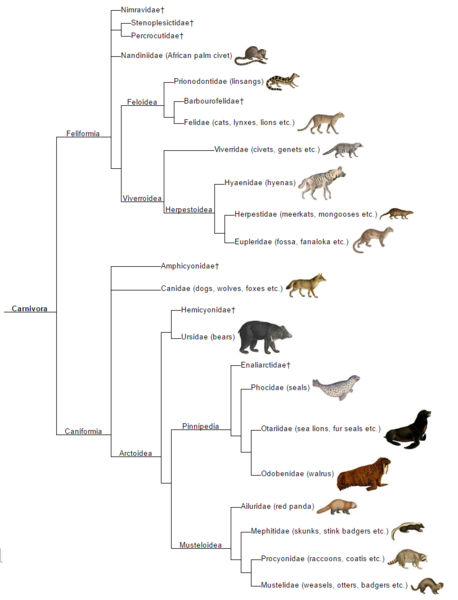 Nimravidae†
Stenoplesictidae†
Percrocutidae†
Nandiniidae (African palm civet)
Prionodontidae (linsangs)
Feloidea
Barbourofelidae†
Felidae (cats, lynxes, lions etc.)
Feliformia
Viverridae (civets, genets etc.)
Hyaenidae (hyenas)
Viverroidea
Herpestoidea
Herpestidae (meerkats, mongooses etc.)
Eupleridae (fossa, fanaloka etc.)
Amphicyonidae†
Canidae (dogs, wolves, foxes etc.)
Carnivora
Hemicyonidae†
Ursidae (bears)
Enaliarctidae†
Phocidae (seals)
Pinnipedia
Otariidae (sea lions, fur seals etc.)
Caniformia
Arctoidea
Odobenidae (walrus)
Ailuridae (red panda)
Mephitidae (skunks, stink badgers etc.)
Musteloidea
Procyonidae (raccoons, coatis etc.)
Mustelidae (weasels, otters, badgers etc.)